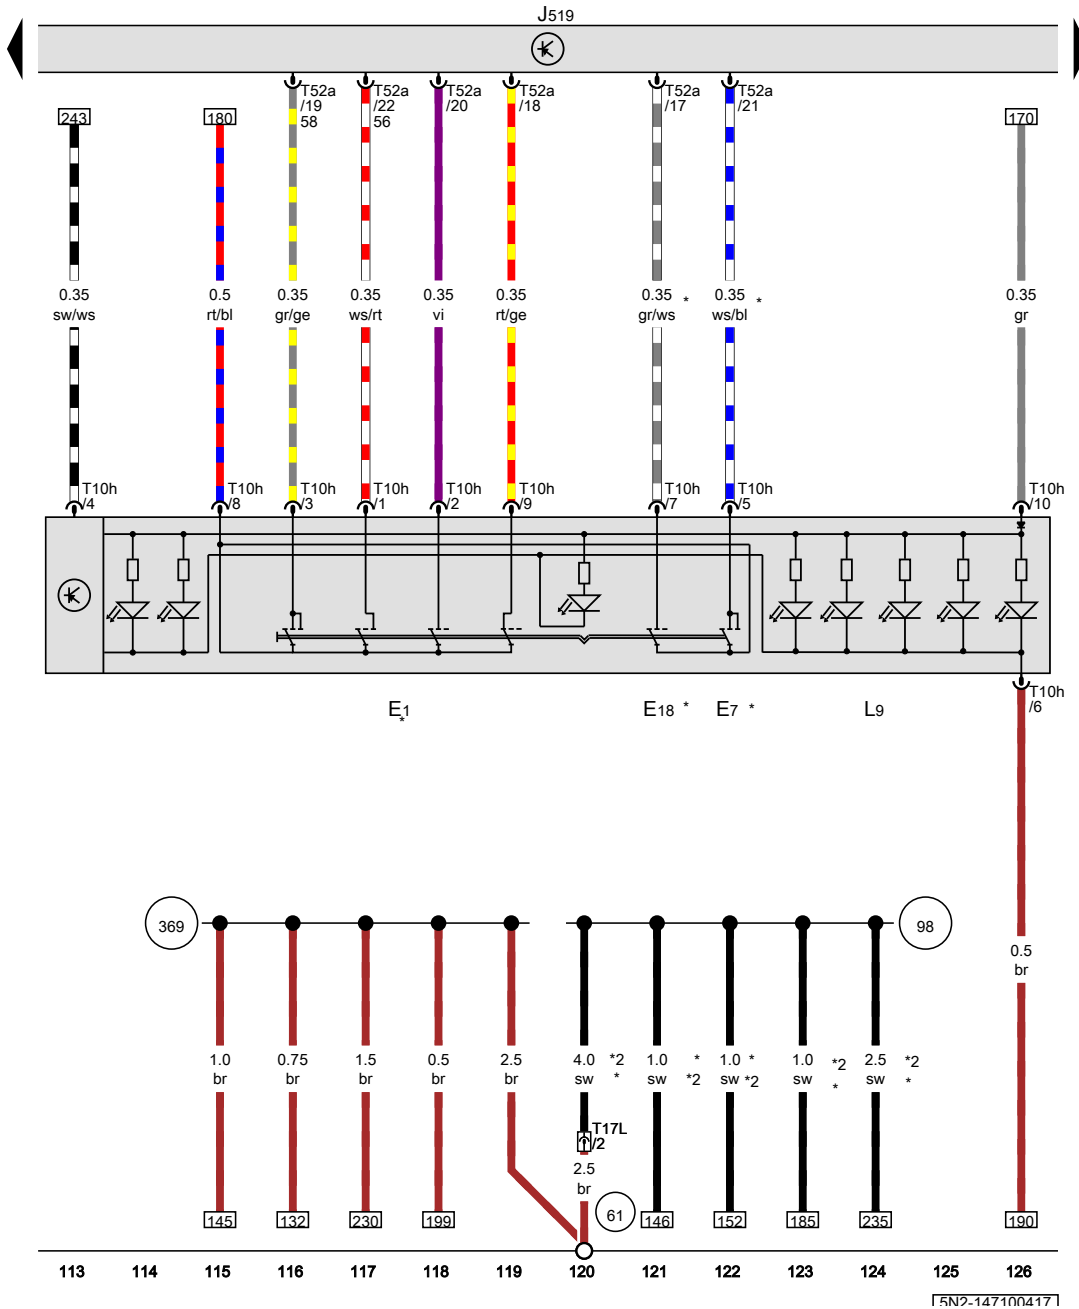 J519
T52a T52a T52a T52a T52a T52a
/19 /22 /20 /18 /17 /21
58 56
243 180 170
0.35 0.5 0.35 0.35 0.35 0.35 0.35 * 0.35 * 0.35
sw/ws rt/bl gr/ge ws/rt vi rt/ge gr/ws ws/bl gr
T10h T10h T10h T10h T10h T10h T10h T10h T10h
/4 /8 /3 /1 /2 /9 /7 /5 /10
T10h
/6
E1 * E18 * E7 * L9
369 98
0.5
br
1.0 0.75 1.5 0.5 2.5 4.0 *2 1.0 * 1.0 * 1.0 *2 2.5 *2
br br br br br sw * sw *2 sw *2 sw * sw *
T17L
/2
2.5
br
61
145 132 230 199 146 152 185 235 190
113 114 115 116 117 118 119 120 121 122 123 124 125 126
5N2-147100417